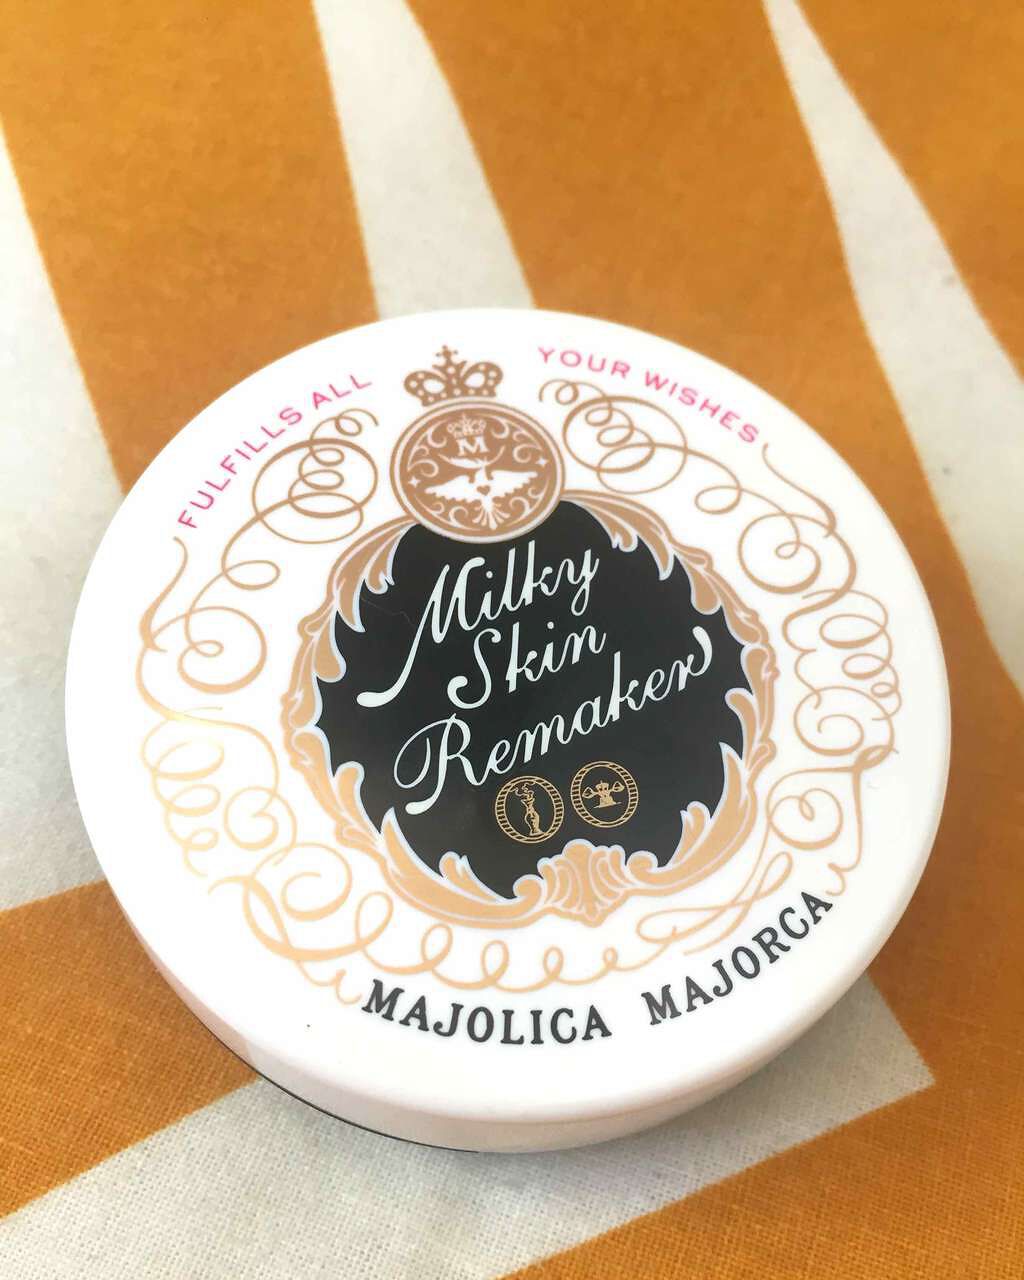 FULFILLS ALL
YOUR WISHES
M
Milky
Skin
Remaker
MAJOLICA MAJORCA